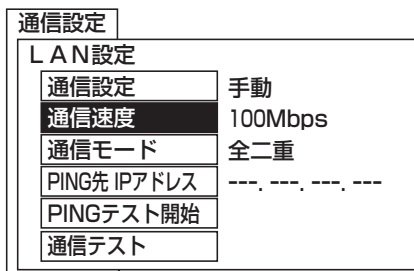 通信設定
LAN設定
通信設定 手動
通信速度 100Mbps
通信モード 全二重
PING先 IPアドレス ---. ---. ---. ---
PINGテスト開始
通信テスト